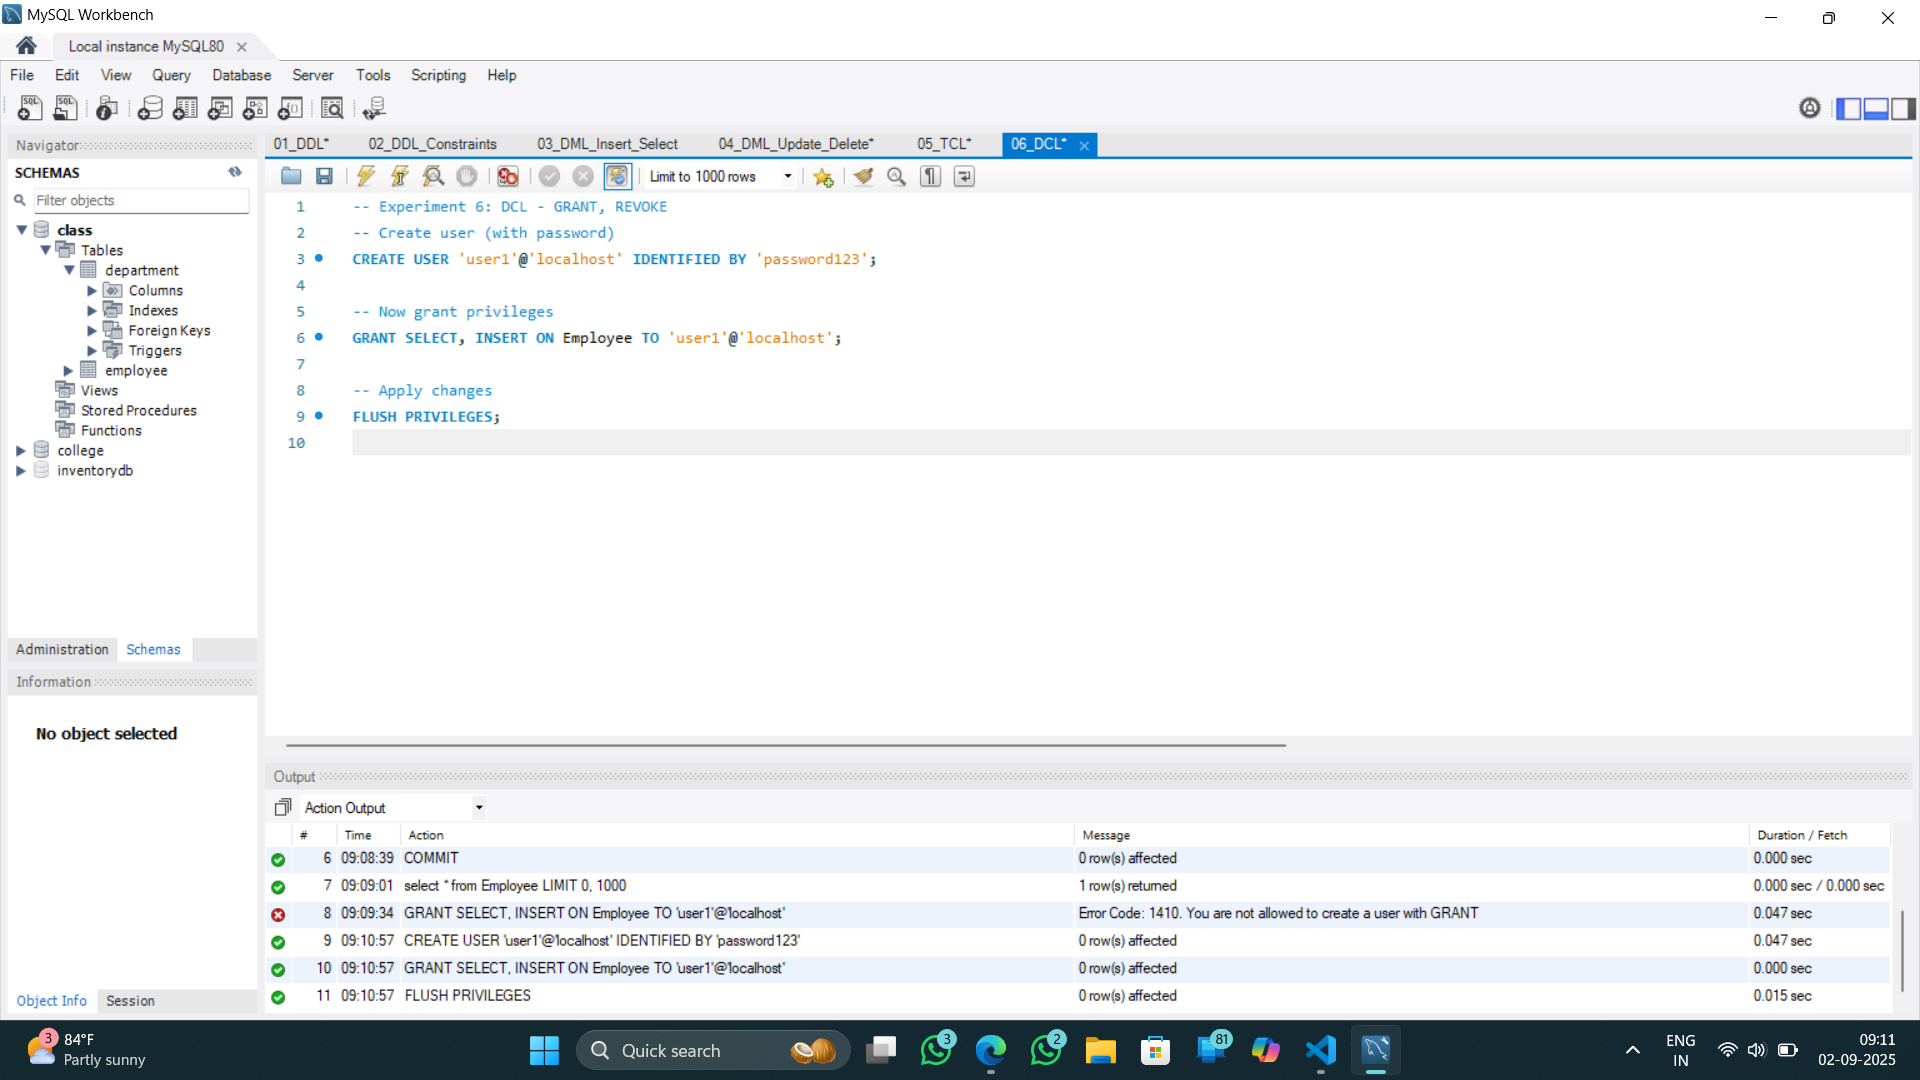 MySQL Workbench
Local instance MySQL80
File Edit View Query Database Server Tools Scripting Help
Navigator
SCHEMAS
Filter objects
class
Tables
department
Columns
Indexes
Foreign Keys
Triggers
employee
Views
Stored Procedures
Functions
college
inventorydb
Administration Schemas
Information
No object selected
Object Info Session
01_DDL* 02_DDL_Constraints 03_DML_Insert_Select 04_DML_Update_Delete* 05_TCL* 06_DCL*
Limit to 1000 rows
1 -- Experiment 6: DCL - GRANT, REVOKE
2 -- Create user (with password)
3 CREATE USER 'user1'@'localhost' IDENTIFIED BY 'password123';
4
5 -- Now grant privileges
6 GRANT SELECT, INSERT ON Employee TO 'user1'@'localhost';
7
8 -- Apply changes
9 FLUSH PRIVILEGES;
10
Output
Action Output
# Time Action Message Duration / Fetch
6 09:08:39 COMMIT 0 row(s) affected 0.000 sec
7 09:09:01 select * from Employee LIMIT 0, 1000 1 row(s) returned 0.000 sec / 0.000 sec
8 09:09:34 GRANT SELECT, INSERT ON Employee TO 'user1'@'localhost' Error Code: 1410. You are not allowed to create a user with GRANT 0.047 sec
9 09:10:57 CREATE USER 'user1'@'localhost' IDENTIFIED BY 'password123' 0 row(s) affected 0.047 sec
10 09:10:57 GRANT SELECT, INSERT ON Employee TO 'user1'@'localhost' 0 row(s) affected 0.000 sec
11 09:10:57 FLUSH PRIVILEGES 0 row(s) affected 0.015 sec
3 84°F
Partly sunny
Quick search
3
2
81
ENG
IN
09:11
02-09-2025